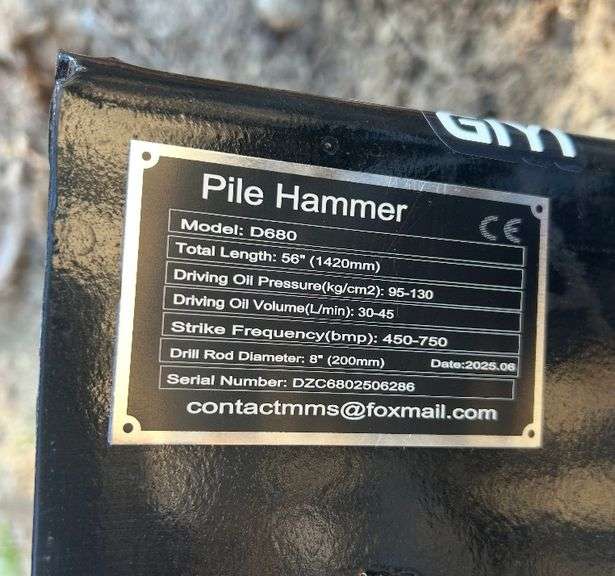 Pile Hammer
CE
Model: D680
Total Length: 56" (1420mm)
Driving Oil Pressure(kg/cm2): 95-130
Driving Oil Volume(L/min): 30-45
Strike Frequency(bmp): 450-750
Drill Rod Diameter: 8" (200mm) Date:2025.06
Serial Number: DZC6802506286
contactmms@foxmail.com